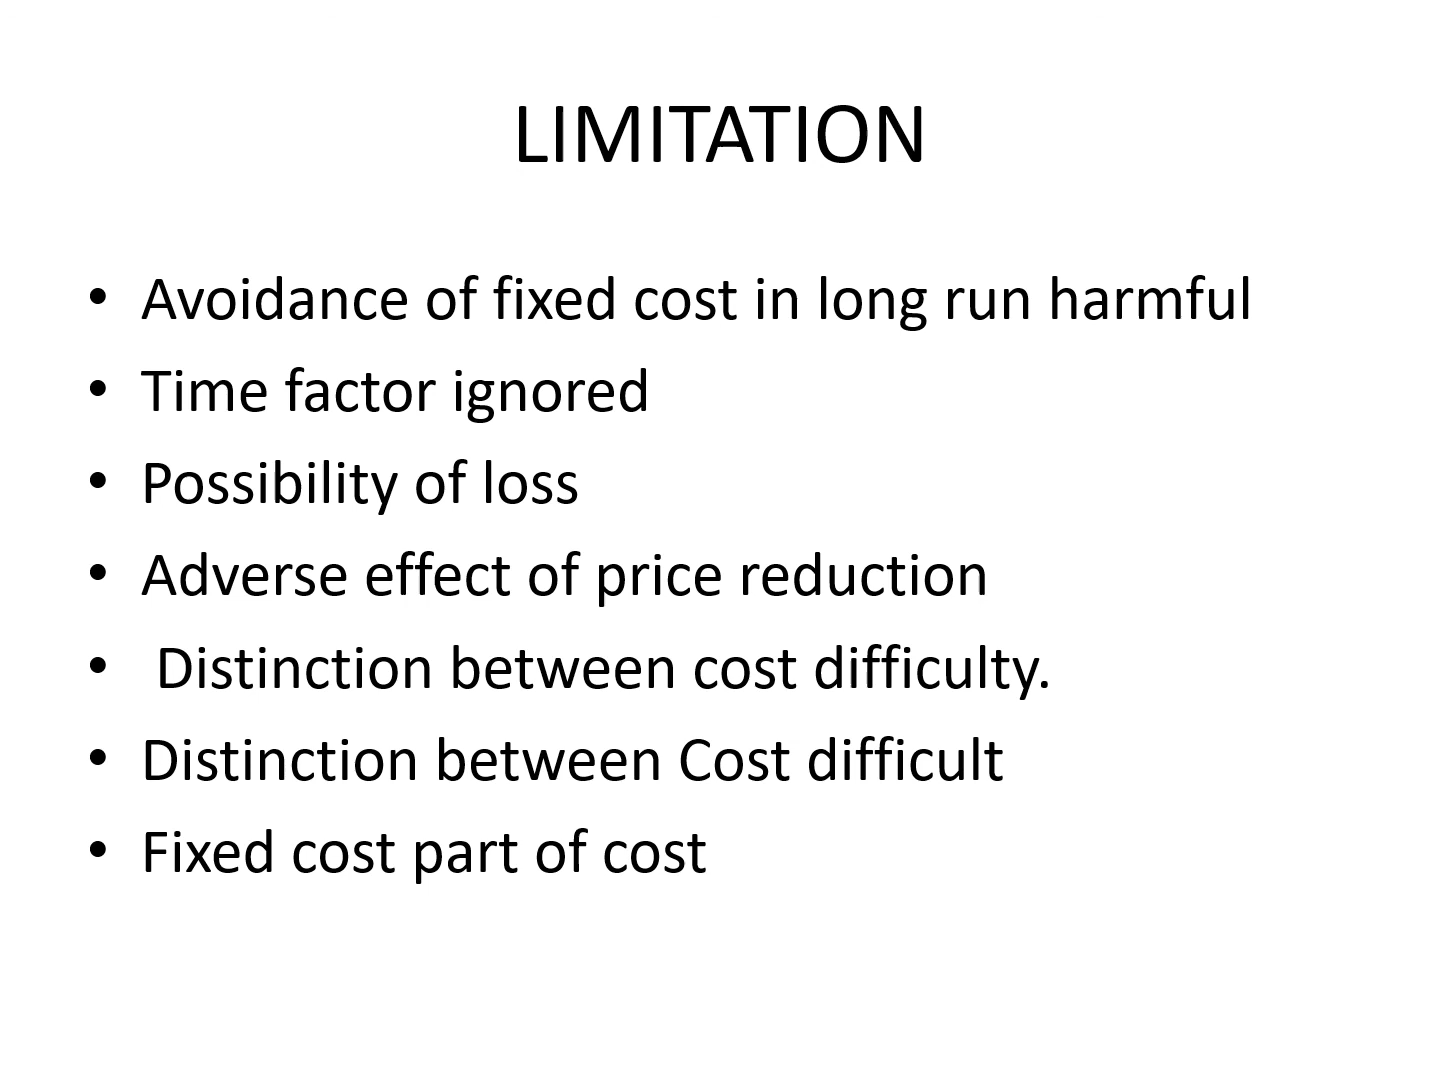 LIMITATION
• Avoidance of fixed cost in long run harmful
• Time factor ignored
• Possibility of loss
• Adverse effect of price reduction
• Distinction between cost difficulty.
• Distinction between Cost difficult
• Fixed cost part of cost